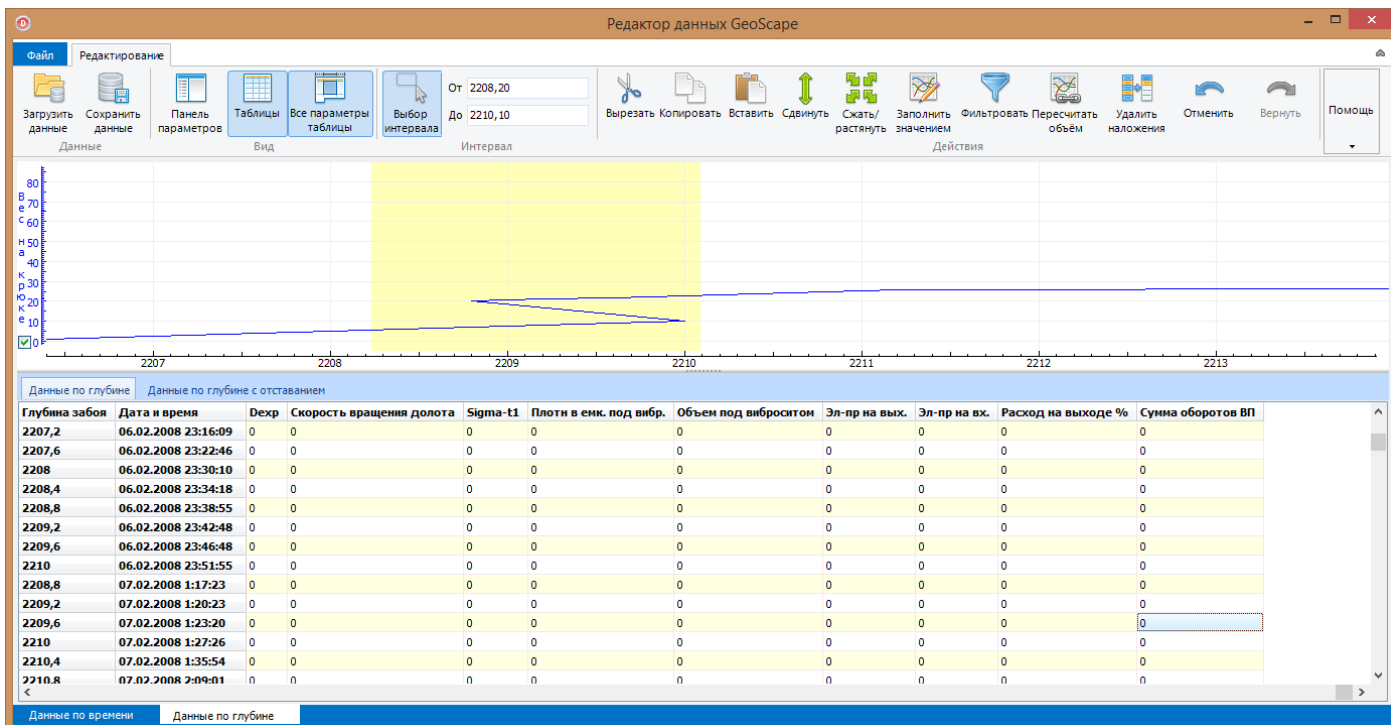 Редактор данных GeoScape
Файл Редактирование
От 2208,20
До 2210,10
Загрузить данные Сохранить данные Панель параметров Таблицы Все параметры таблицы Выбор интервала Вырезать Копировать Вставить Сдвинуть Сжать/растянуть Заполнить значением Фильтровать Пересчитать объём Удалить наложения Отменить Вернуть Помощь
Данные Вид Интервал Действия
Вес на крюке
80
70
60
50
40
30
20
10
0
2207 2208 2209 2210 2211 2212 2213
Данные по глубине Данные по глубине с отставанием
Глубина забоя Дата и время Dexp Скорость вращения долота Sigma-t1 Плотн в емк. под вибр. Объем под виброситом Эл-пр на вых. Эл-пр на вх. Расход на выходе % Сумма оборотов ВП
2207,2 06.02.2008 23:16:09 0 0 0 0 0 0 0 0 0
2207,6 06.02.2008 23:22:46 0 0 0 0 0 0 0 0 0
2208 06.02.2008 23:30:10 0 0 0 0 0 0 0 0 0
2208,4 06.02.2008 23:34:18 0 0 0 0 0 0 0 0 0
2208,8 06.02.2008 23:38:55 0 0 0 0 0 0 0 0 0
2209,2 06.02.2008 23:42:48 0 0 0 0 0 0 0 0 0
2209,6 06.02.2008 23:46:48 0 0 0 0 0 0 0 0 0
2210 06.02.2008 23:51:55 0 0 0 0 0 0 0 0 0
2208,8 07.02.2008 1:17:23 0 0 0 0 0 0 0 0 0
2209,2 07.02.2008 1:20:23 0 0 0 0 0 0 0 0 0
2209,6 07.02.2008 1:23:20 0 0 0 0 0 0 0 0 0
2210 07.02.2008 1:27:26 0 0 0 0 0 0 0 0 0
2210,4 07.02.2008 1:35:54 0 0 0 0 0 0 0 0 0
2210,8 07.02.2008 2:09:01 0 0 0 0 0 0 0 0 0
Данные по времени Данные по глубине